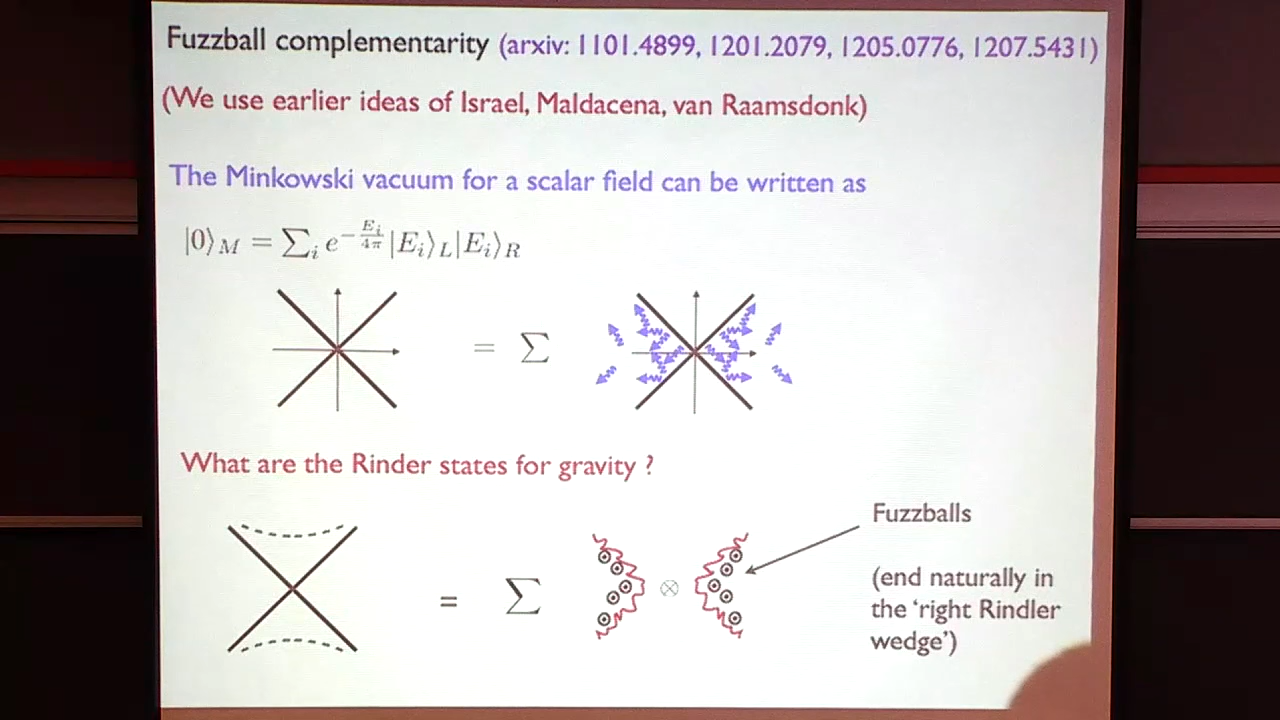 Fuzzball complementarity (arxiv: 1101.4899, 1201.2079, 1205.0776, 1207.5431)
(We use earlier ideas of Israel, Maldacena, van Raamsdonk)
The Minkowski vacuum for a scalar field can be written as
|0⟩_M = ∑_i e^{-\frac{E_i}{4π}} |E_i⟩_L |E_i⟩_R
= ∑
What are the Rinder states for gravity ?
= ∑ ⊗
Fuzzballs
(end naturally in
the ‘right Rindler
wedge’)